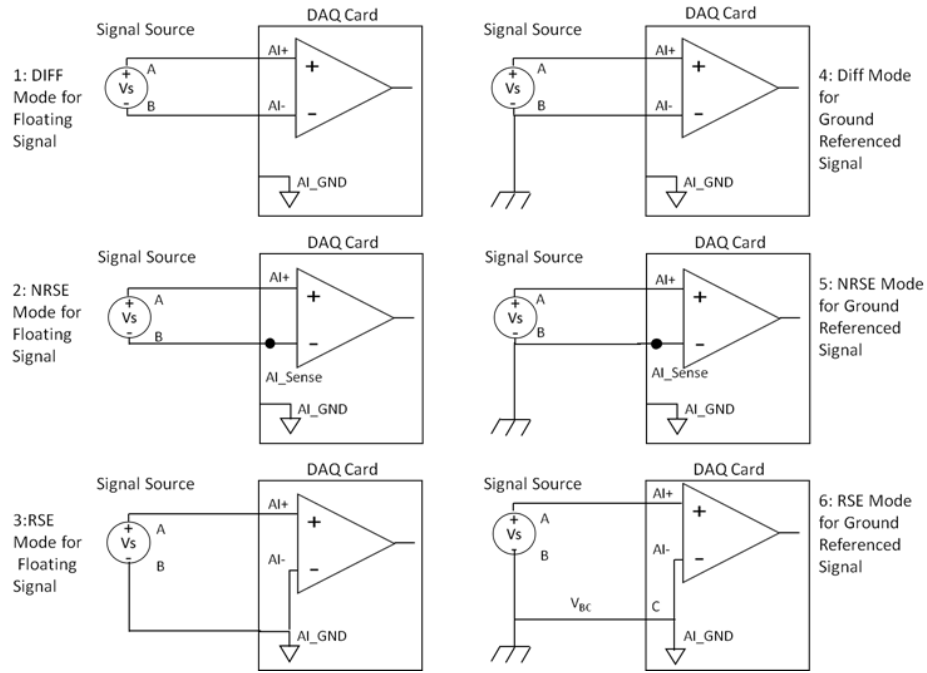 DAQ Card
Signal Source
1: DIFF
Mode for
Floating
Signal
AI+
+
A
Vs
-
B
AI-
+
-
AI_GND
DAQ Card
Signal Source
AI+
+
A
Vs
-
B
AI-
+
-
AI_GND
4: Diff Mode
for
Ground
Referenced
Signal
DAQ Card
Signal Source
2: NRSE
Mode for
Floating
Signal
AI+
+
A
Vs
-
B
+
-
AI_Sense
AI_GND
DAQ Card
Signal Source
AI+
+
A
Vs
-
B
+
-
AI_Sense
AI_GND
5: NRSE Mode
for Ground
Referenced
Signal
DAQ Card
Signal Source
3:RSE
Mode for
Floating
Signal
AI+
+
A
Vs
-
B
AI-
+
-
AI_GND
DAQ Card
Signal Source
AI+
+
A
Vs
-
B
AI-
+
-
VBC
C
AI_GND
6: RSE Mode
for Ground
Referenced
Signal